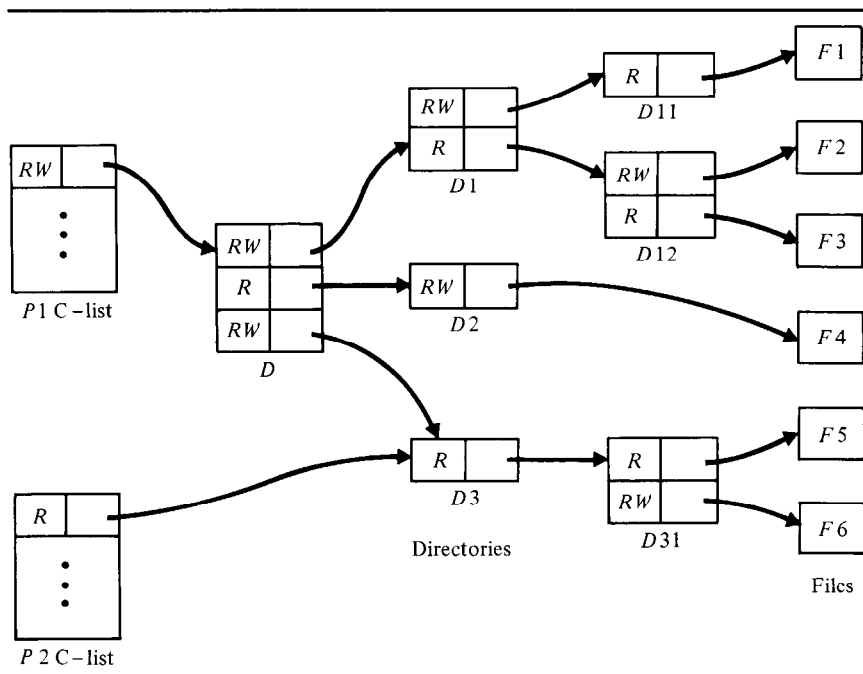 F1
R
D11
RW
R
D1
F2
RW
R
D12
RW
P1 C-list
F3
RW
R
RW
D
RW
D2
F4
R
D3
F5
R
RW
D31
R
P2 C-list
F6
Directories
Files